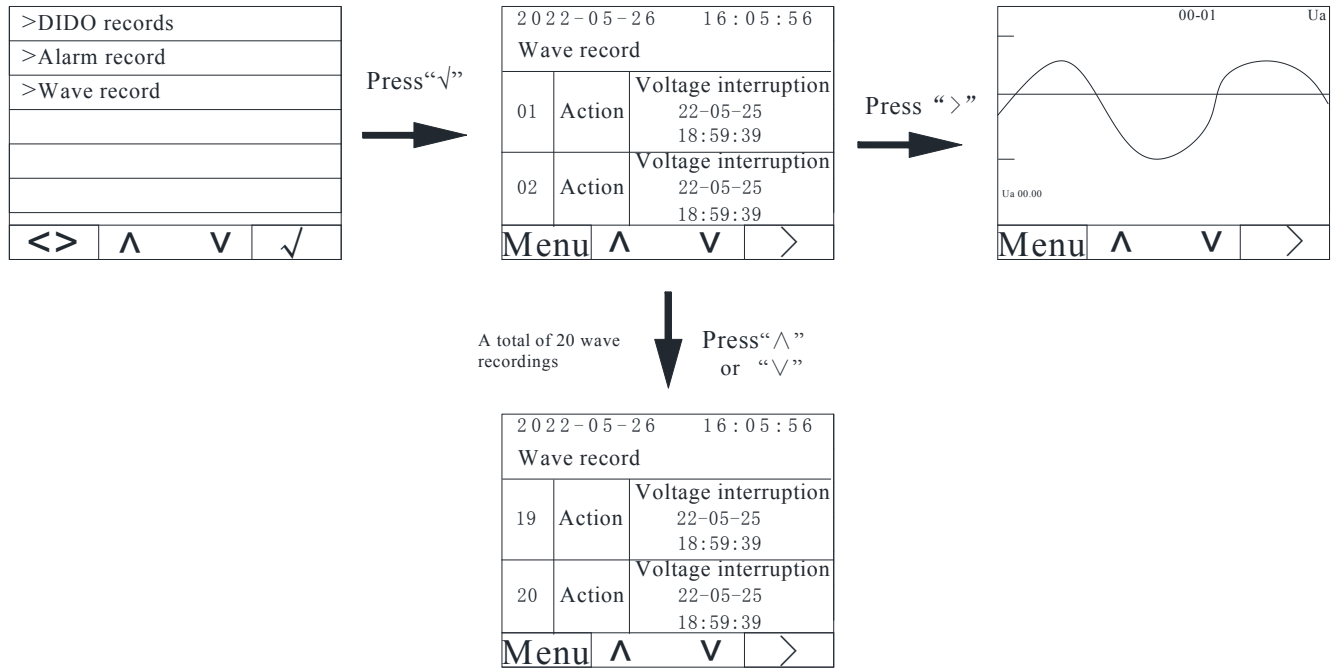 >DIDO records
>Alarm record
>Wave record
<> ∧ ∨ √
Press“√”
2022-05-26 16:05:56
Wave record
01 Action Voltage interruption
22-05-25
18:59:39
02 Action Voltage interruption
22-05-25
18:59:39
Menu ∧ ∨ >
Press “>”
00-01 Ua
Ua 00.00
Menu ∧ ∨ >
A total of 20 wave
recordings
Press“∧”
or “∨”
2022-05-26 16:05:56
Wave record
19 Action Voltage interruption
22-05-25
18:59:39
20 Action Voltage interruption
22-05-25
18:59:39
Menu ∧ ∨ >